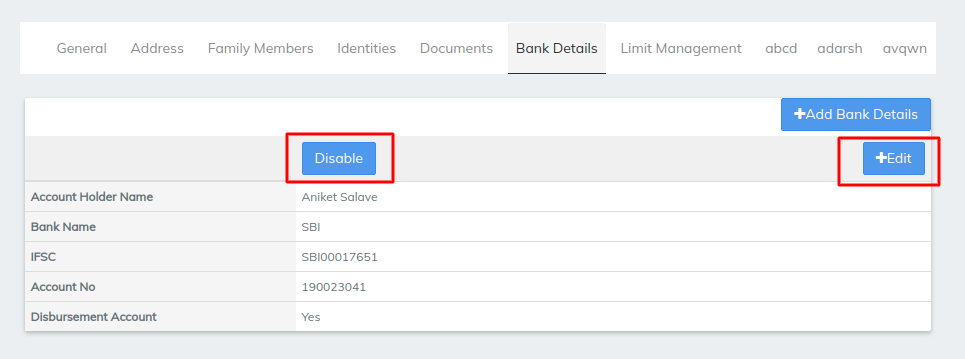 General Address Family Members Identities Documents Bank Details Limit Management abcd adarsh avqwn
+Add Bank Details
Disable +Edit
Account Holder Name Aniket Salave
Bank Name SBI
IFSC SBI00017651
Account No 190023041
Disbursement Account Yes